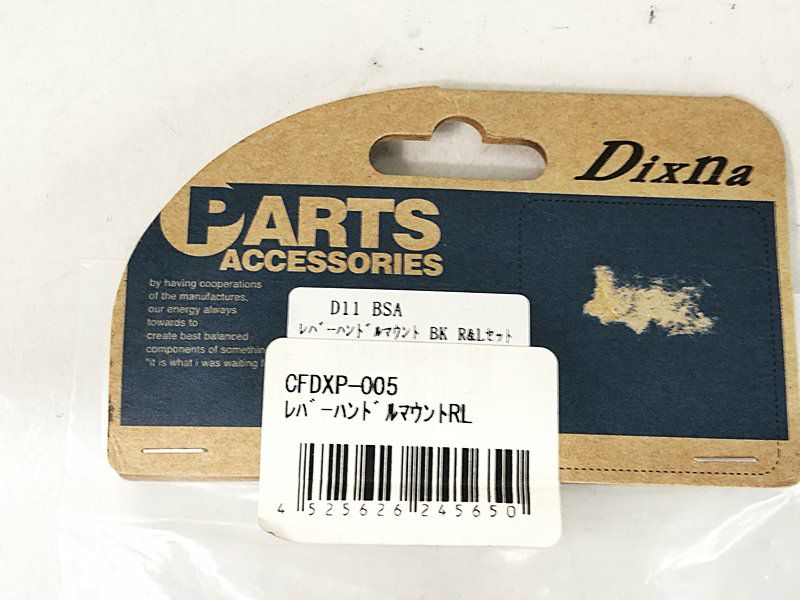 Dixna
PARTS
ACCESSORIES
by having cooperations
of the manufactures,
our energy always
towards to
create best balanced
components of something
"it is what i was waiting
D11 BSA
レバーハンドルマウント BK R&Lセット
CFDXP-005
レバーハンドルマウントRL
4 525626 245650